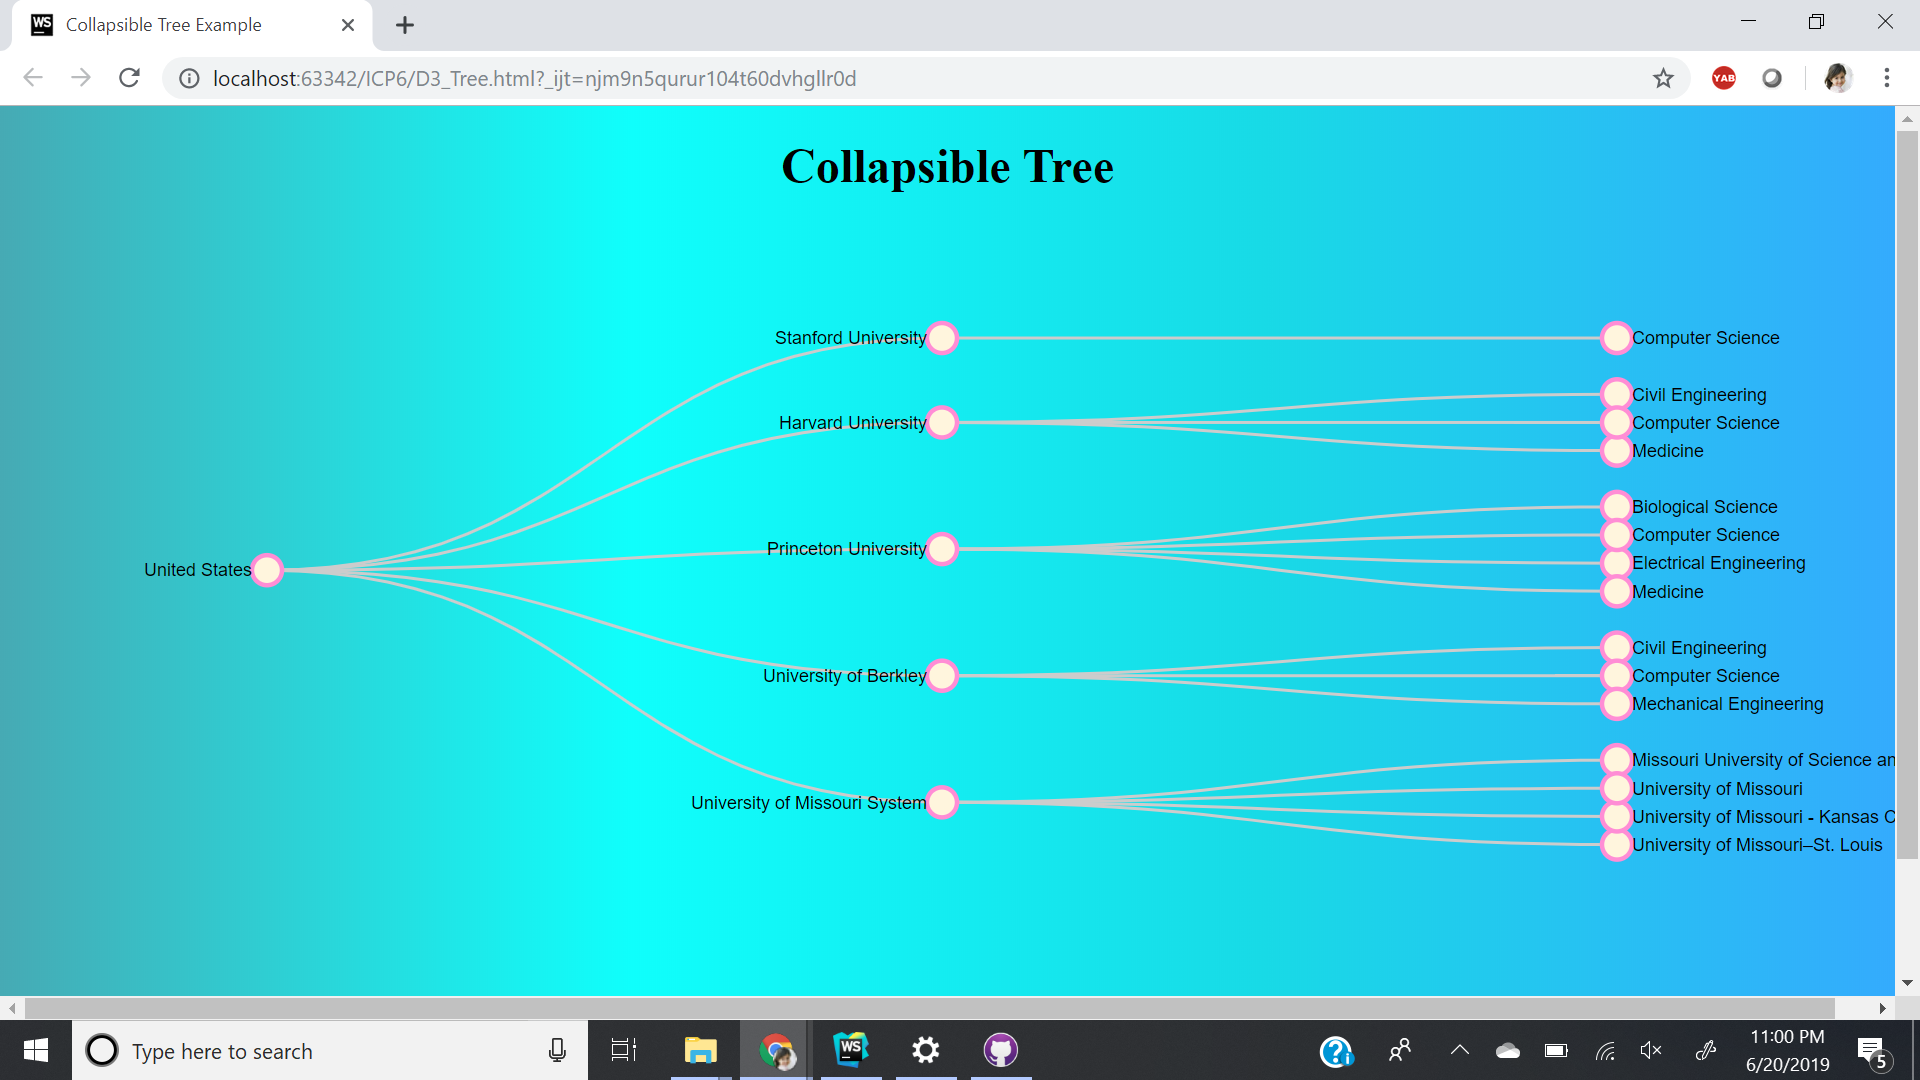 WS Collapsible Tree Example
localhost:63342/ICP6/D3_Tree.html?_ijt=njm9n5qurur104t60dvhgllr0d
YAB
Collapsible Tree
Stanford University
Computer Science
Civil Engineering
Harvard University
Computer Science
Medicine
Biological Science
Computer Science
Princeton University
Electrical Engineering
United States
Medicine
Civil Engineering
University of Berkley
Computer Science
Mechanical Engineering
Missouri University of Science an
University of Missouri
University of Missouri System
University of Missouri - Kansas C
University of Missouri–St. Louis
Type here to search
WS
11:00 PM
6/20/2019
5